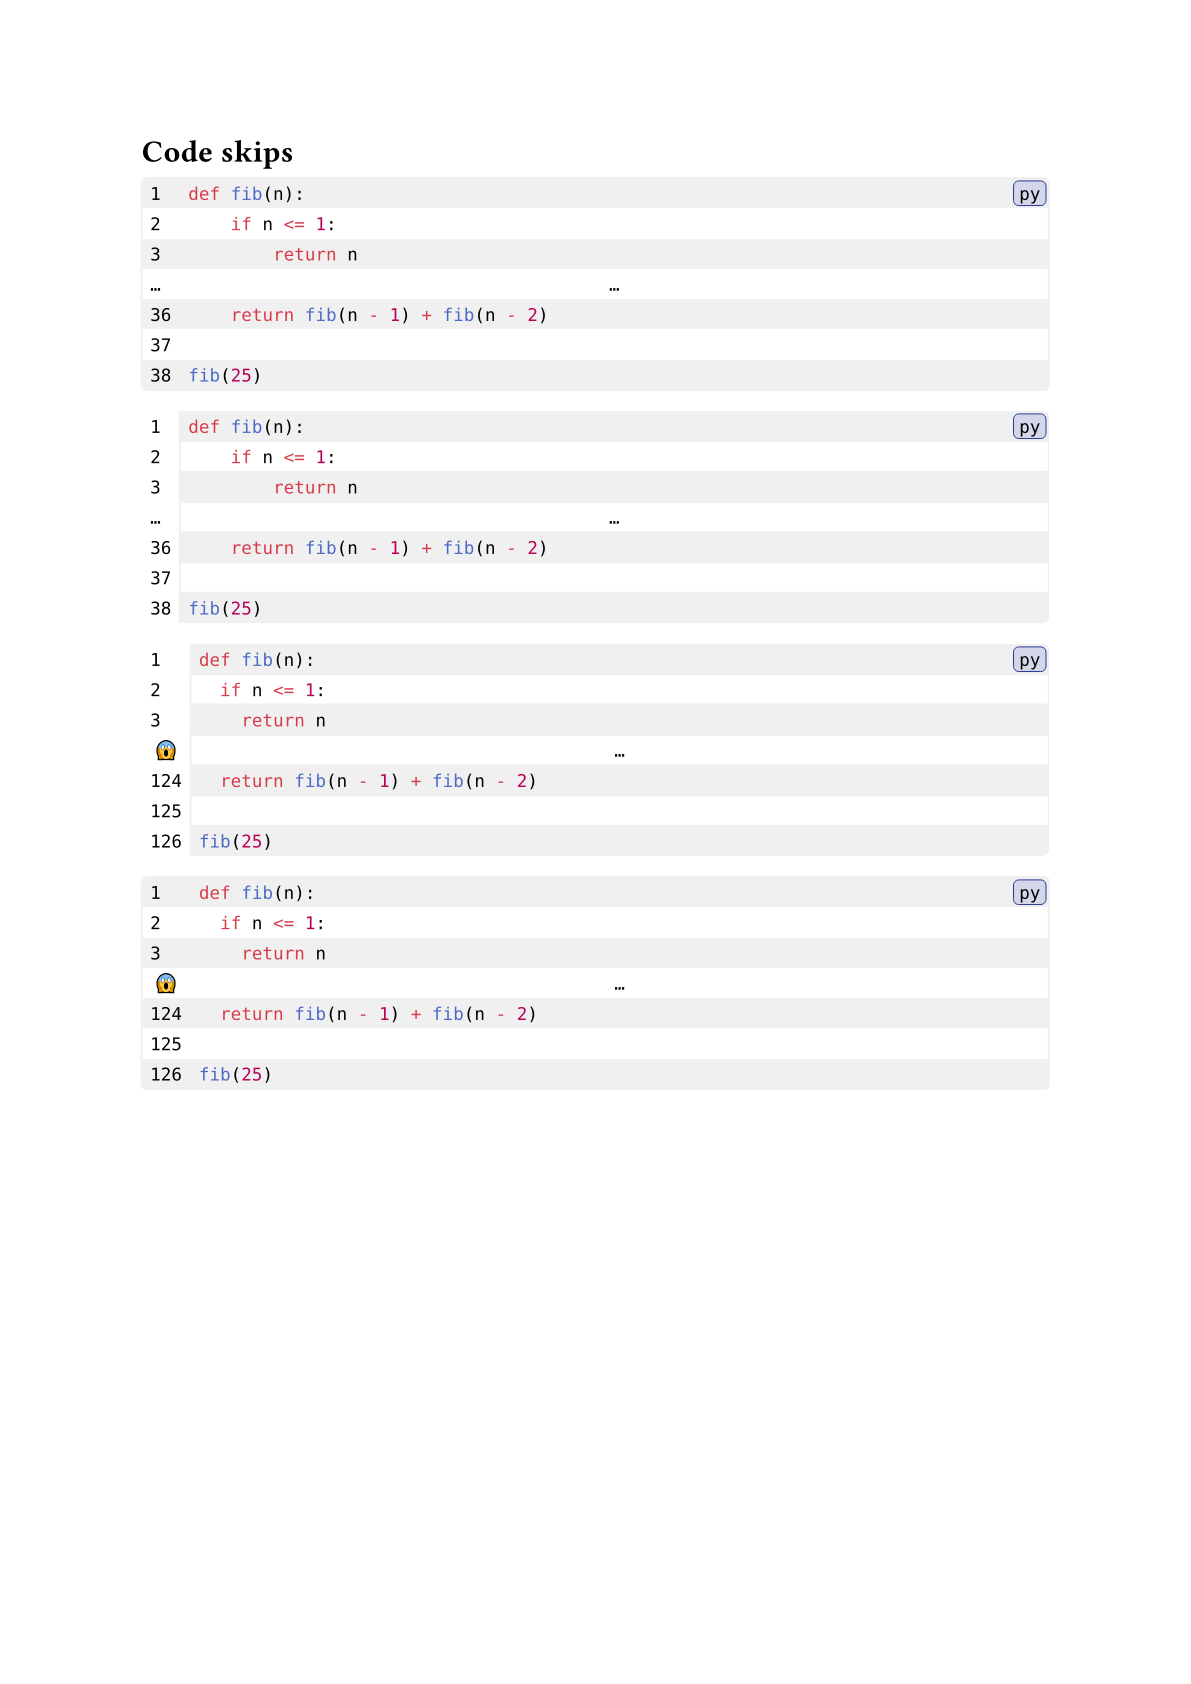 Code skips
1 def fib(n): py
2     if n <= 1:
3         return n
… …
36     return fib(n - 1) + fib(n - 2)
37
38 fib(25)
1 def fib(n): py
2     if n <= 1:
3         return n
… …
36     return fib(n - 1) + fib(n - 2)
37
38 fib(25)
1 def fib(n): py
2   if n <= 1:
3     return n
😱 …
124   return fib(n - 1) + fib(n - 2)
125
126 fib(25)
1 def fib(n): py
2   if n <= 1:
3     return n
😱 …
124   return fib(n - 1) + fib(n - 2)
125
126 fib(25)